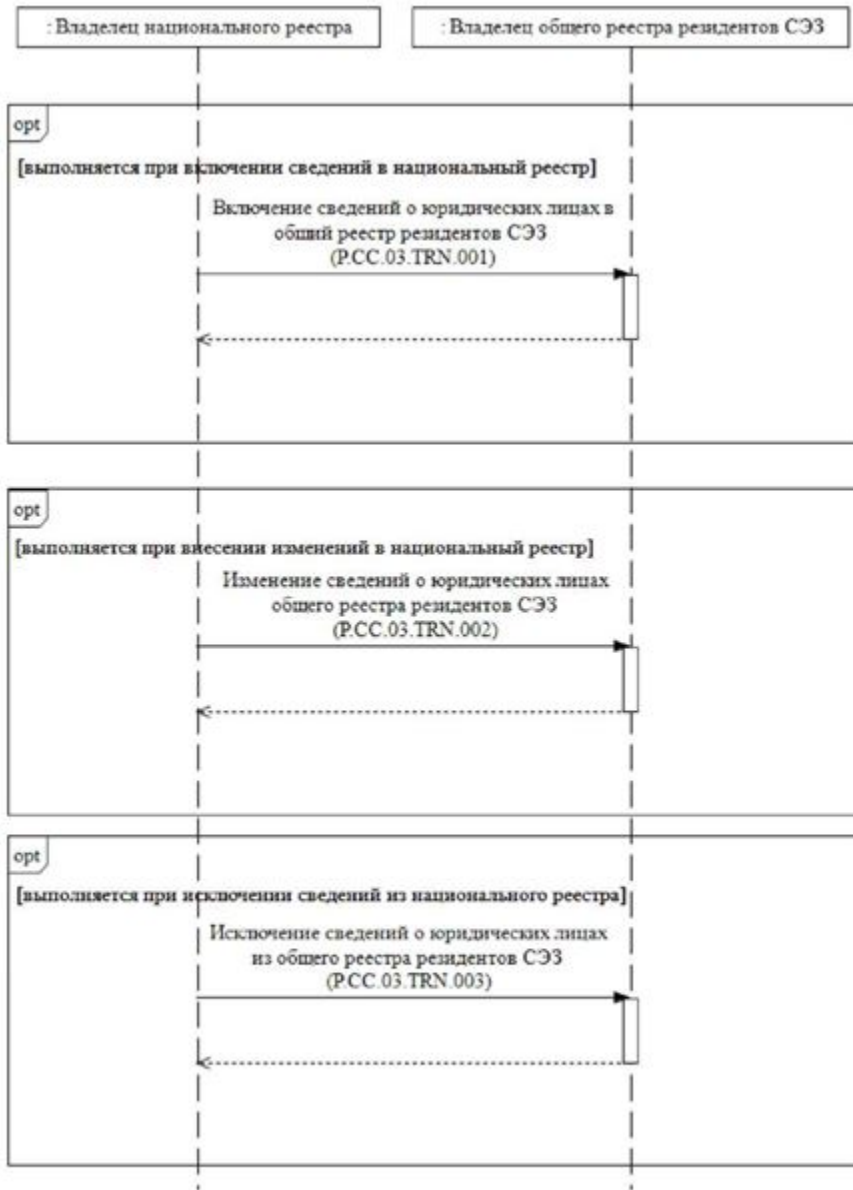 : Владелец национального реестра
: Владелец общего реестра резидентов СЭЗ
opt
[выполняется при включении сведений в национальный реестр]
Включение сведений о юридических лицах в
общий реестр резидентов СЭЗ
(P.CC.03.TRN.001)
opt
[выполняется при внесении изменений в национальный реестр]
Изменение сведений о юридических лицах
общего реестра резидентов СЭЗ
(P.CC.03.TRN.002)
opt
[выполняется при исключении сведений из национального реестра]
Исключение сведений о юридических лицах
из общего реестра резидентов СЭЗ
(P.CC.03.TRN.003)